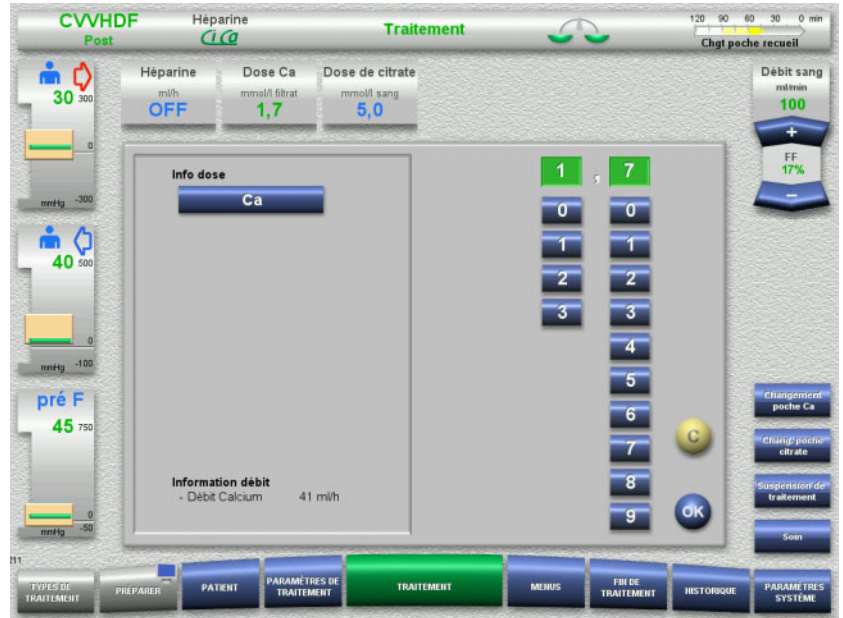 CVVHDF
Post
Héparine
CiCa
Traitement
120 90 60 30 0 min
Chgt poche recueil
30 300
0
mmHg -300
40 500
0
mmHg -100
pré F
45 750
0
mmHg -50
Héparine
ml/h
OFF
Dose Ca
mmol/l filtrat
1,7
Dose de citrate
mmol/l sang
5,0
Débit sang
ml/min
100
+
FF
17%
−
Info dose
Ca
1 , 7
0 0
1 1
2 2
3 3
4
5
6
7
8
9
C
OK
Information débit
- Débit Calcium 41 ml/h
Changement
poche Ca
Chang. poche
citrate
Suspension de
traitement
Soin
TYPES DE
TRAITEMENT
PRÉPARER
PATIENT
PARAMÈTRES DE
TRAITEMENT
TRAITEMENT
MENUS
FIN DE
TRAITEMENT
HISTORIQUE
PARAMÈTRES
SYSTÈME